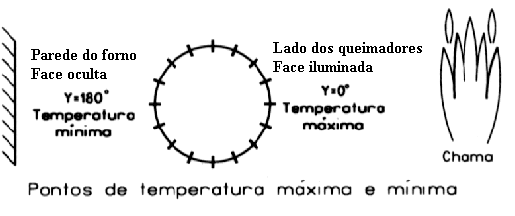 Parede do forno
Face oculta
Y=180°
Temperatura
mínima
Lado dos queimadores
Face iluminada
Y=0°
Temperatura
máxima
Chama
Pontos de temperatura máxima e mínima